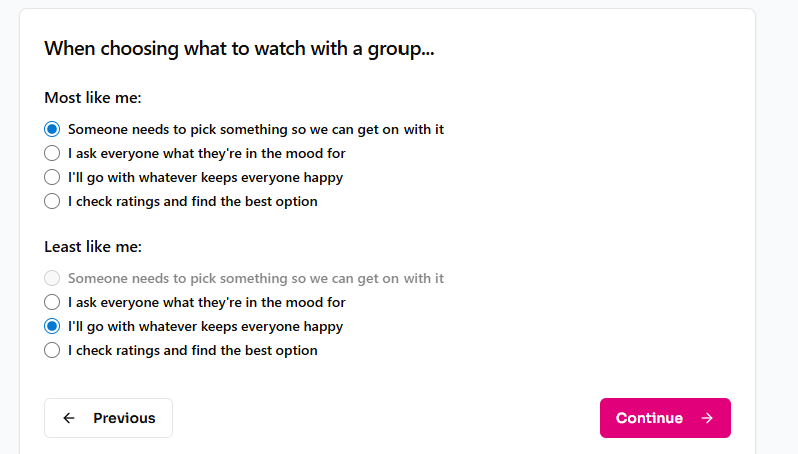 When choosing what to watch with a group...
Most like me:
Someone needs to pick something so we can get on with it
I ask everyone what they're in the mood for
I'll go with whatever keeps everyone happy
I check ratings and find the best option
Least like me:
Someone needs to pick something so we can get on with it
I ask everyone what they're in the mood for
I'll go with whatever keeps everyone happy
I check ratings and find the best option
← Previous
Continue →